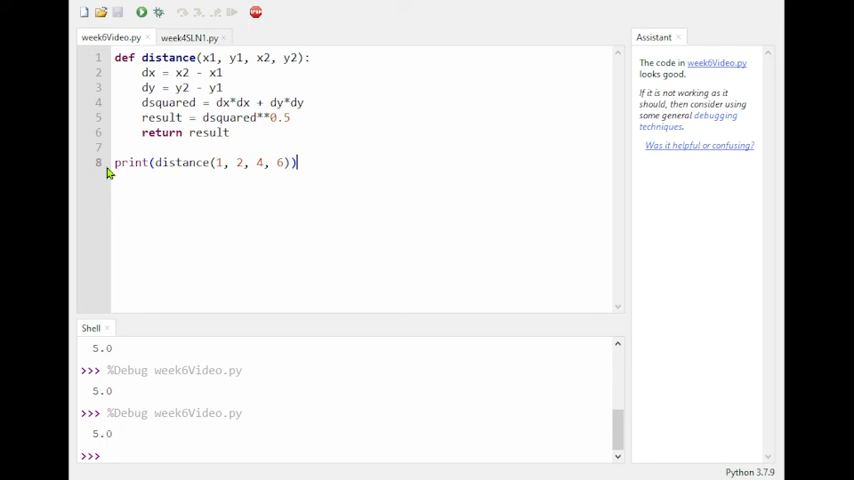 week6Video.py ×
week4SLN1.py ×
1 def distance(x1, y1, x2, y2):
2 dx = x2 - x1
3 dy = y2 - y1
4 dsquared = dx*dx + dy*dy
5 result = dsquared**0.5
6 return result
7
8 print(distance(1, 2, 4, 6))
Shell ×
5.0
>>> %Debug week6Video.py
5.0
>>> %Debug week6Video.py
5.0
>>>
Assistant ×
The code in week6Video.py
looks good.
If it is not working as it
should, then consider using
some general debugging
techniques.
Was it helpful or confusing?
Python 3.7.9